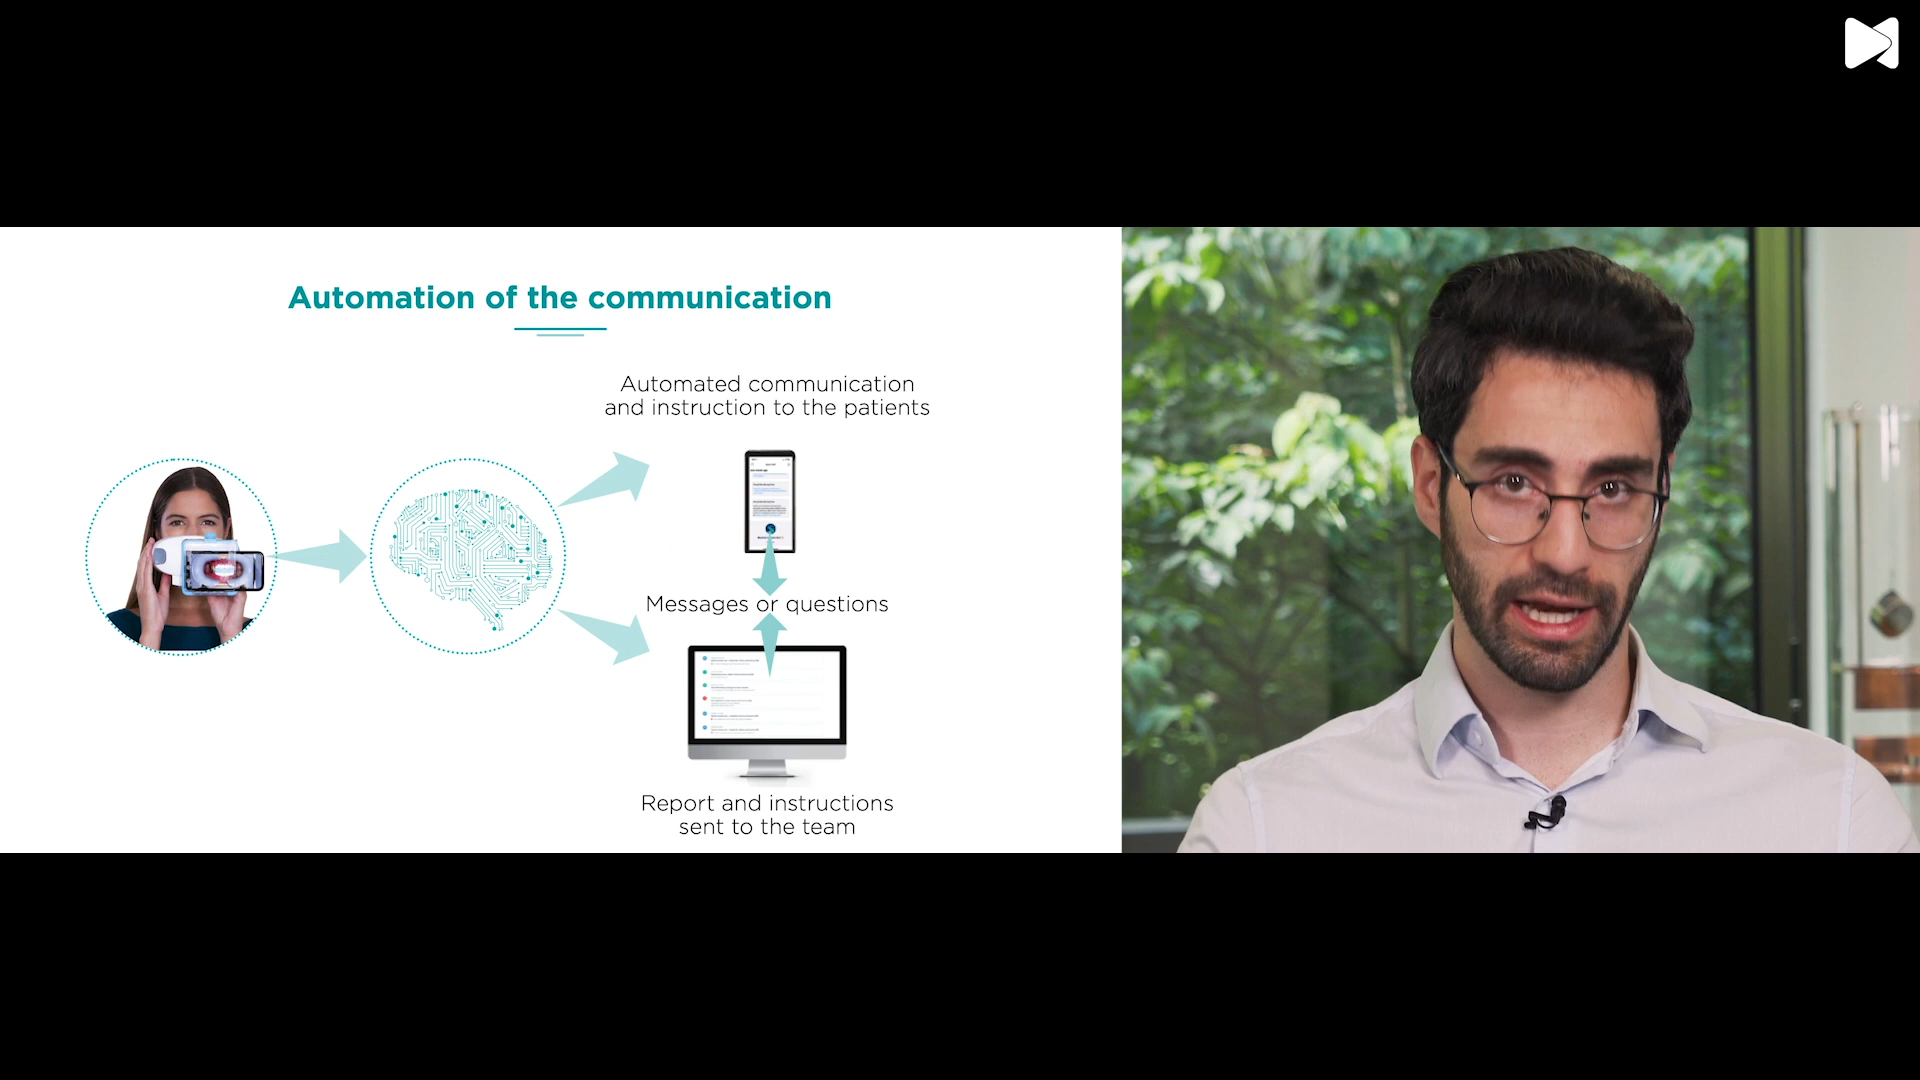 Automation of the communication
Automated communication
and instruction to the patients
Messages or questions
Report and instructions
sent to the team